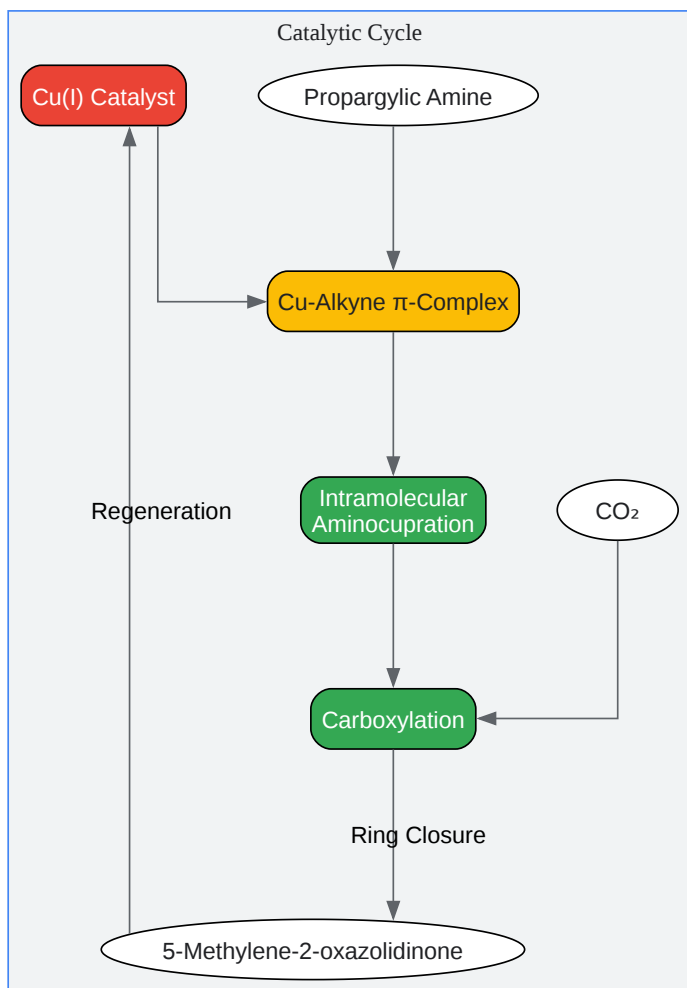 Catalytic Cycle
Cu(I) Catalyst
Propargylic Amine
Cu-Alkyne π-Complex
Intramolecular
Aminocupration
Regeneration
CO₂
Carboxylation
Ring Closure
5-Methylene-2-oxazolidinone